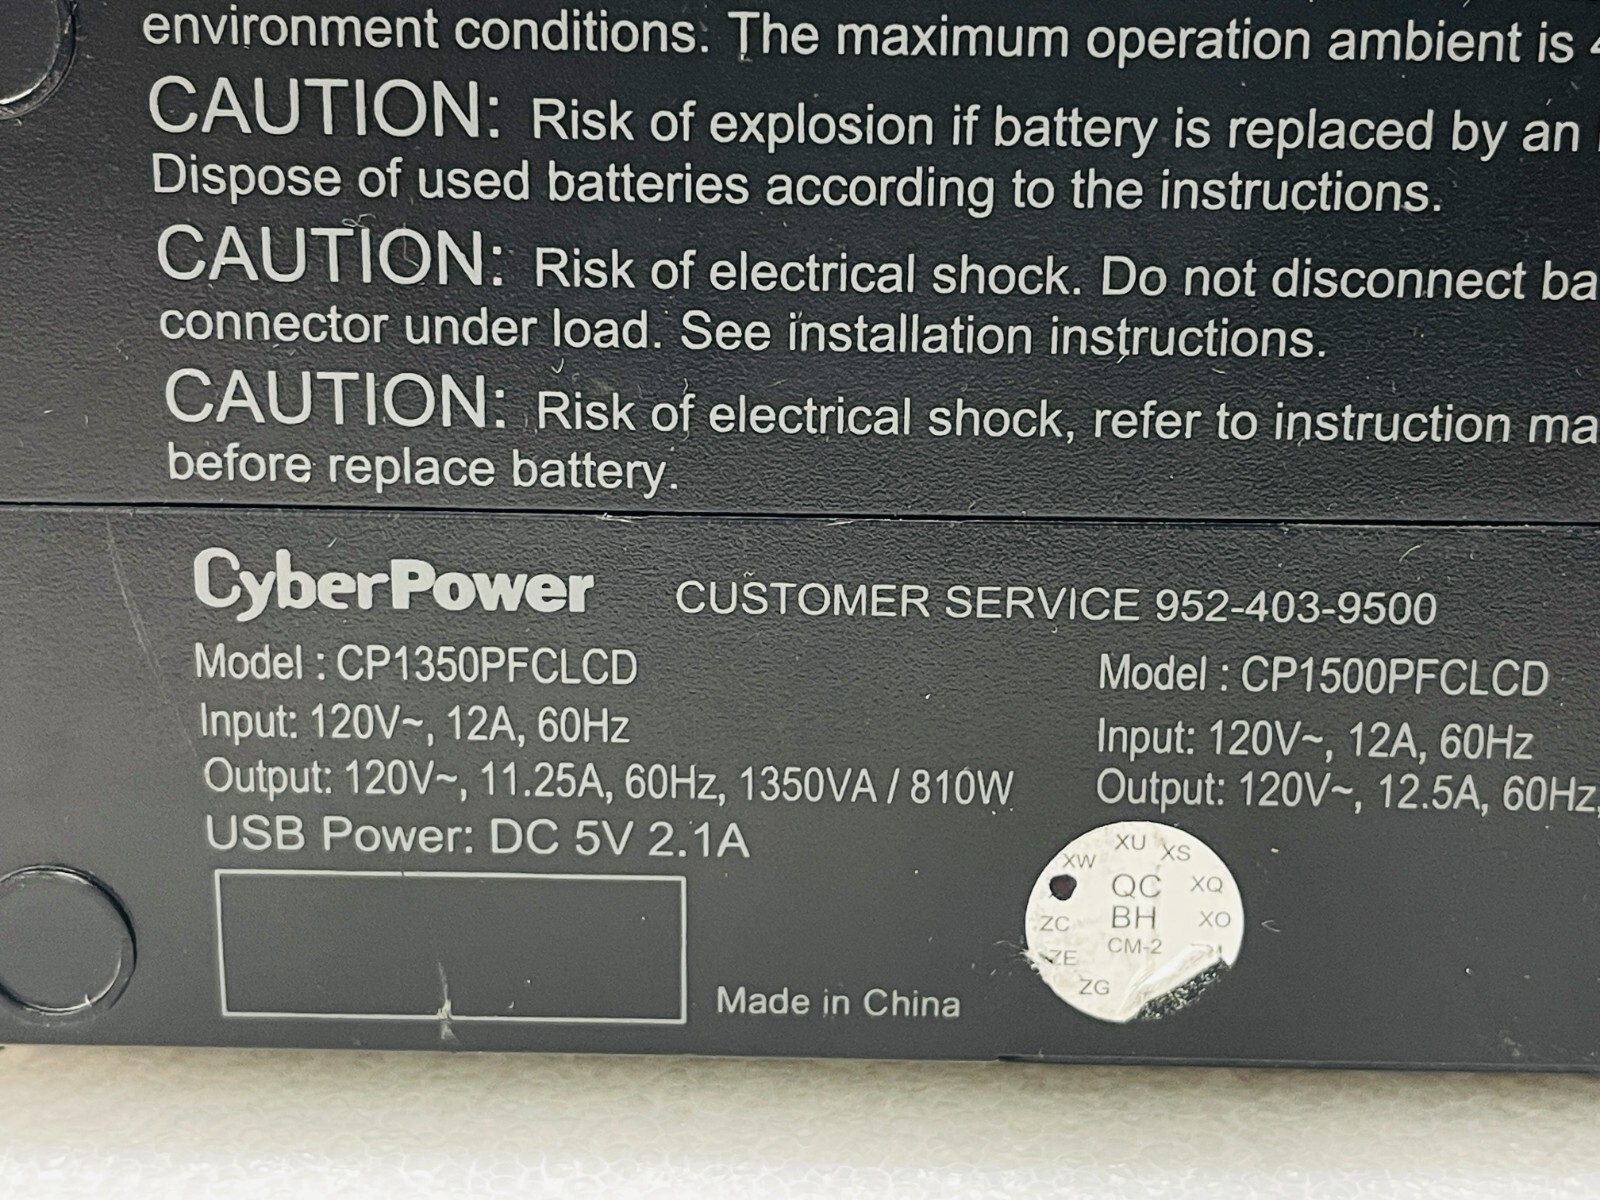 environment conditions. The maximum operation ambient is
CAUTION: Risk of explosion if battery is replaced by an
Dispose of used batteries according to the instructions.
CAUTION: Risk of electrical shock. Do not disconnect ba
connector under load. See installation instructions.
CAUTION: Risk of electrical shock, refer to instruction ma
before replace battery.
CyberPower CUSTOMER SERVICE 952-403-9500
Model : CP1350PFCLCD
Input: 120V~, 12A, 60Hz
Output: 120V~, 11.25A, 60Hz, 1350VA / 810W
USB Power: DC 5V 2.1A
Model : CP1500PFCLCD
Input: 120V~, 12A, 60Hz
Output: 120V~, 12.5A, 60Hz,
Made in China
XU
XS
XW
XQ
XO
ZC
ZE
ZG
QC
BH
CM-2